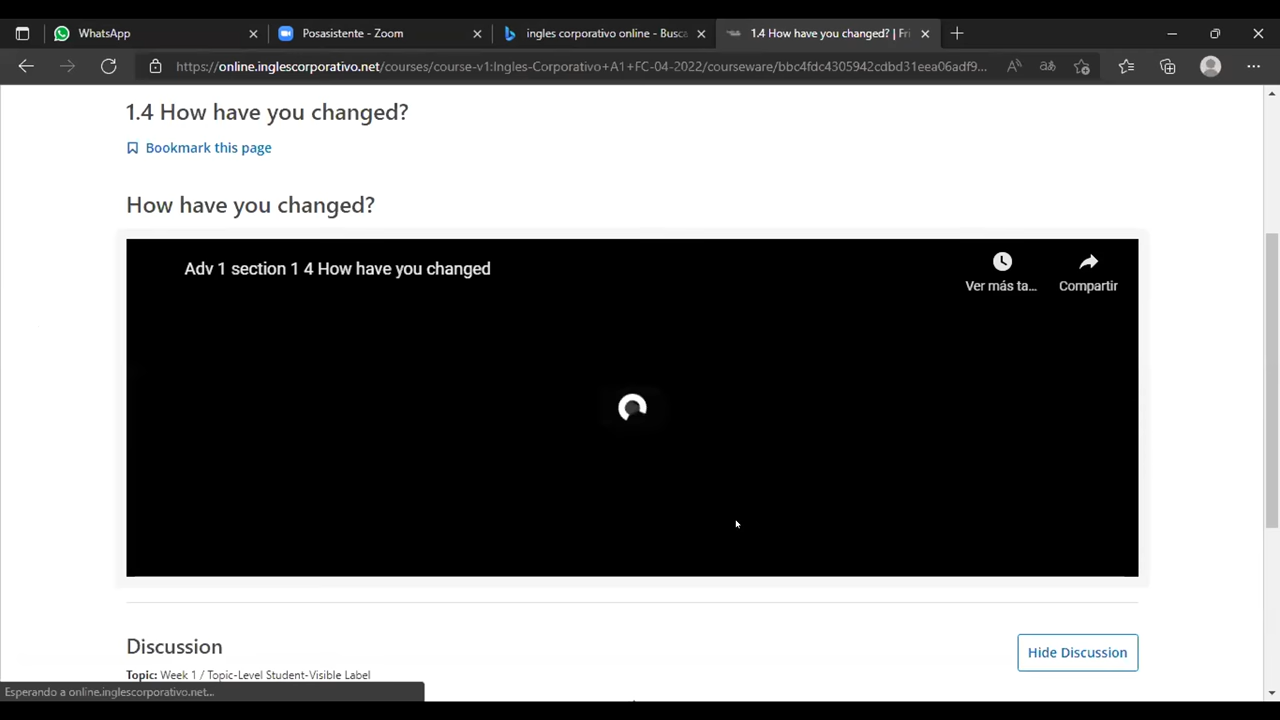 WhatsApp
Posasistente - Zoom
ingles corporativo online - Busca
1.4 How have you changed? | Fri
https://online.inglescorporativo.net/courses/course-v1:Ingles-Corporativo+A1+FC-04-2022/courseware/bbc4fdc4305942cdbd31eea06adf9...
1.4 How have you changed?
Bookmark this page
How have you changed?
Adv 1 section 1 4 How have you changed
Ver más ta...
Compartir
Discussion
Hide Discussion
Topic: Week 1 / Topic-Level Student-Visible Label
Esperando a online.inglescorporativo.net...